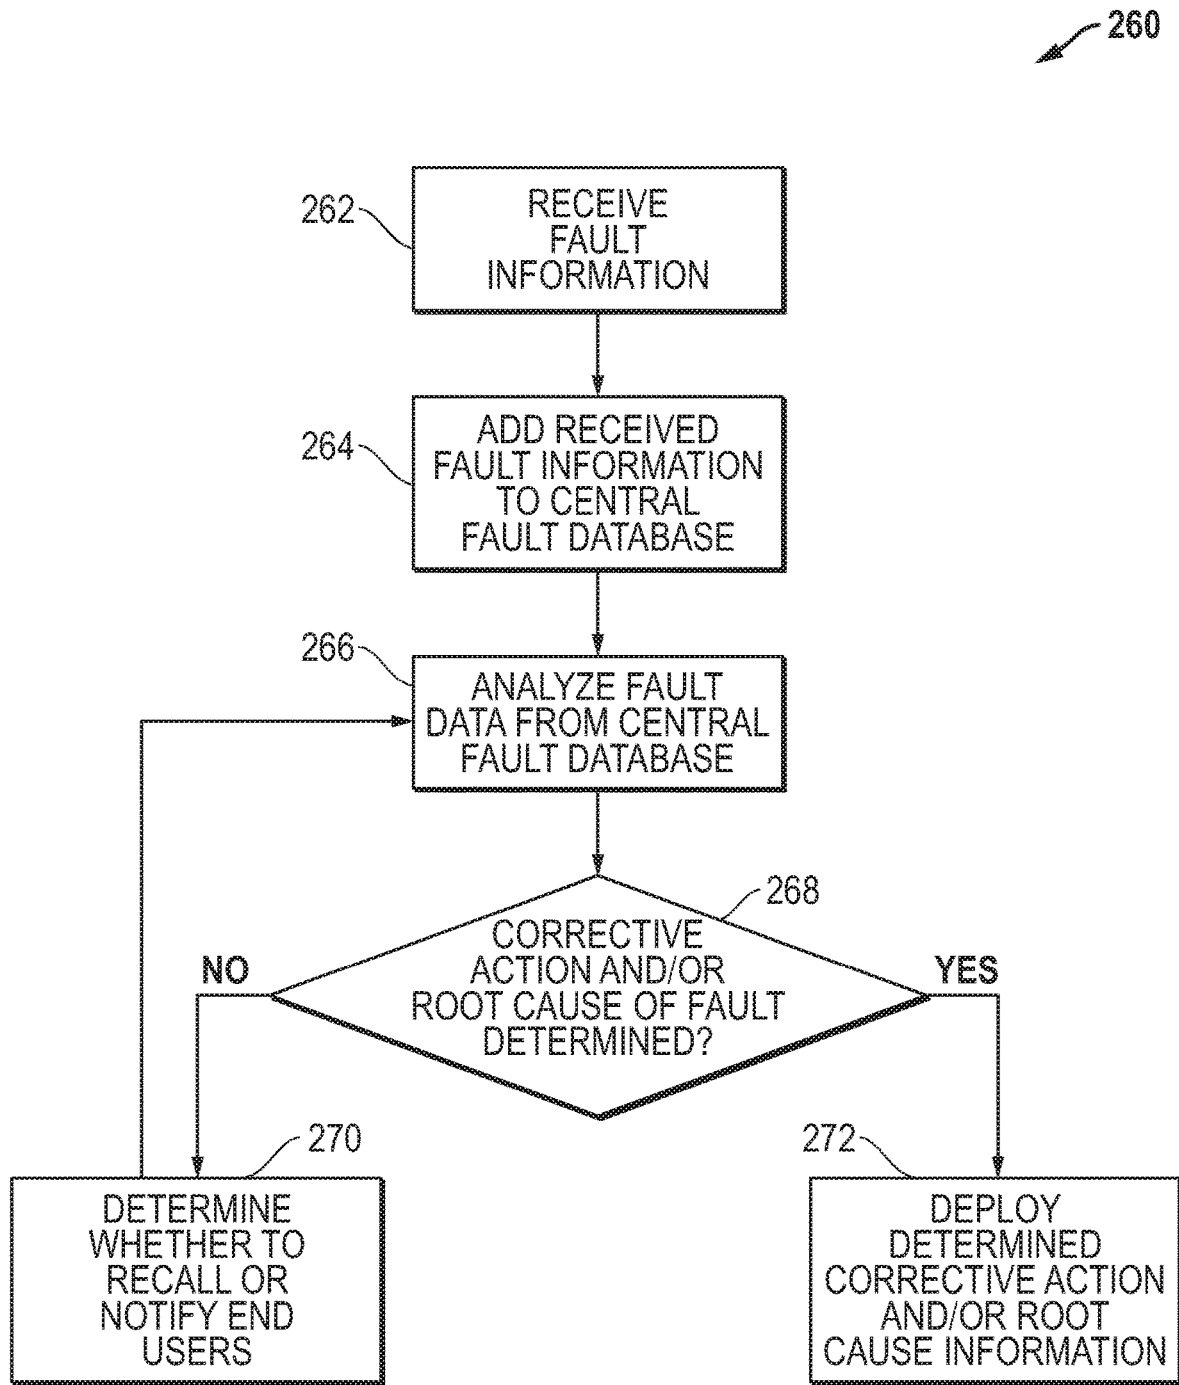 260
262
RECEIVE
FAULT
INFORMATION
264
ADD RECEIVED
FAULT INFORMATION
TO CENTRAL
FAULT DATABASE
266
ANALYZE FAULT
DATA FROM CENTRAL
FAULT DATABASE
268
CORRECTIVE
ACTION AND/OR
ROOT CAUSE OF FAULT
DETERMINED?
NO
YES
270
DETERMINE
WHETHER TO
RECALL OR
NOTIFY END
USERS
272
DEPLOY
DETERMINED
CORRECTIVE ACTION
AND/OR ROOT
CAUSE INFORMATION